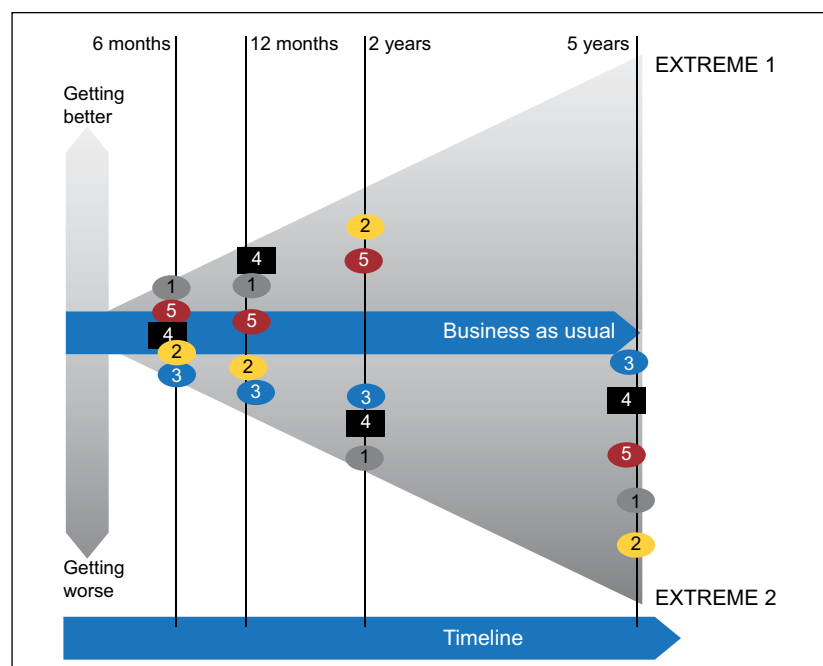 6 months
12 months
2 years
5 years
EXTREME 1
Getting
better
2
4
5
1
1
5
5
4
Business as usual
2
3
2
3
3
3
4
4
1
5
1
2
Getting
worse
EXTREME 2
Timeline